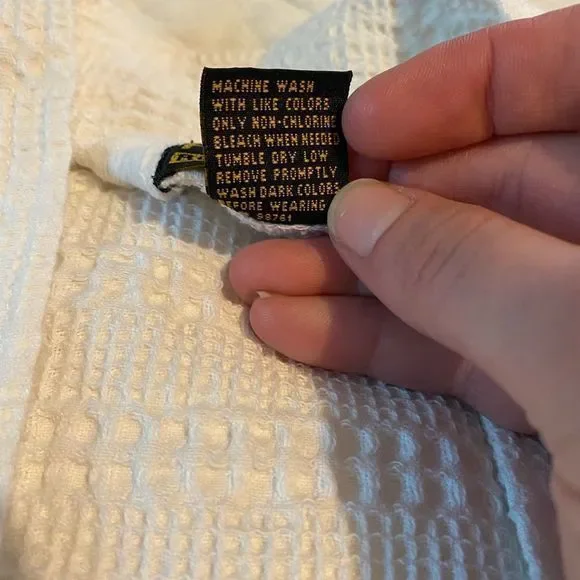 MACHINE WASH
WITH LIKE COLORS
ONLY NON-CHLORINE
BLEACH WHEN NEEDED
TUMBLE DRY LOW
REMOVE PROMPTLY
WASH DARK COLORS
BEFORE WEARING
98761